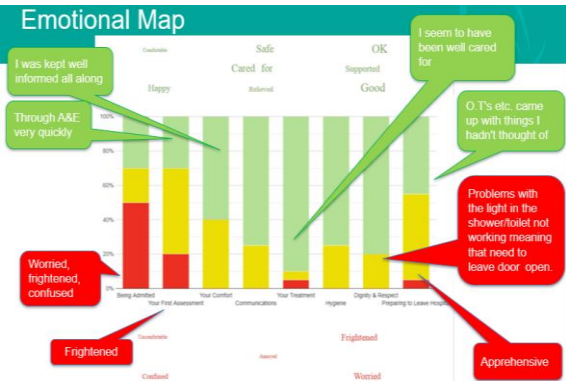 Emotional Map
Comfortable
Safe
OK
Cared for
Supported
Happy
Relieved
Good
I was kept well
informed all along
Through A&E
very quickly
I seem to have
been well cared
for
O.T's etc. came
up with things I
hadn't thought of
Problems with
the light in the
shower/toilet not
working meaning
that need to
leave door open.
Worried,
frightened,
confused
Frightened
Apprehensive
100%
80%
60%
40%
20%
0%
Being Admitted
Your First Assessment
Your Comfort
Communications
Your Treatment
Hygiene
Dignity & Respect
Preparing to Leave Hospital
Uncomfortable
Frightened
Confused
Worried